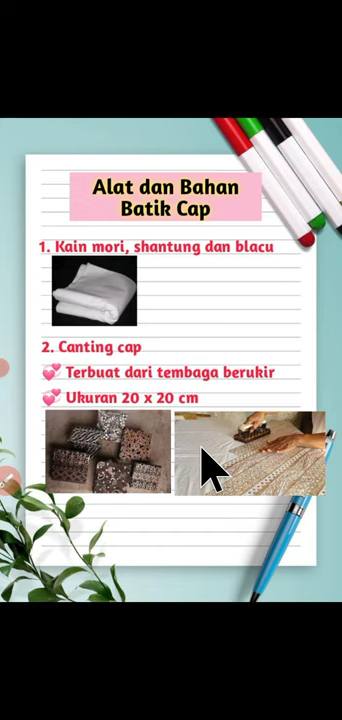 Alat dan Bahan
Batik Cap
1. Kain mori, shantung dan blacu
2. Canting cap
Terbuat dari tembaga berukir
Ukuran 20 x 20 cm